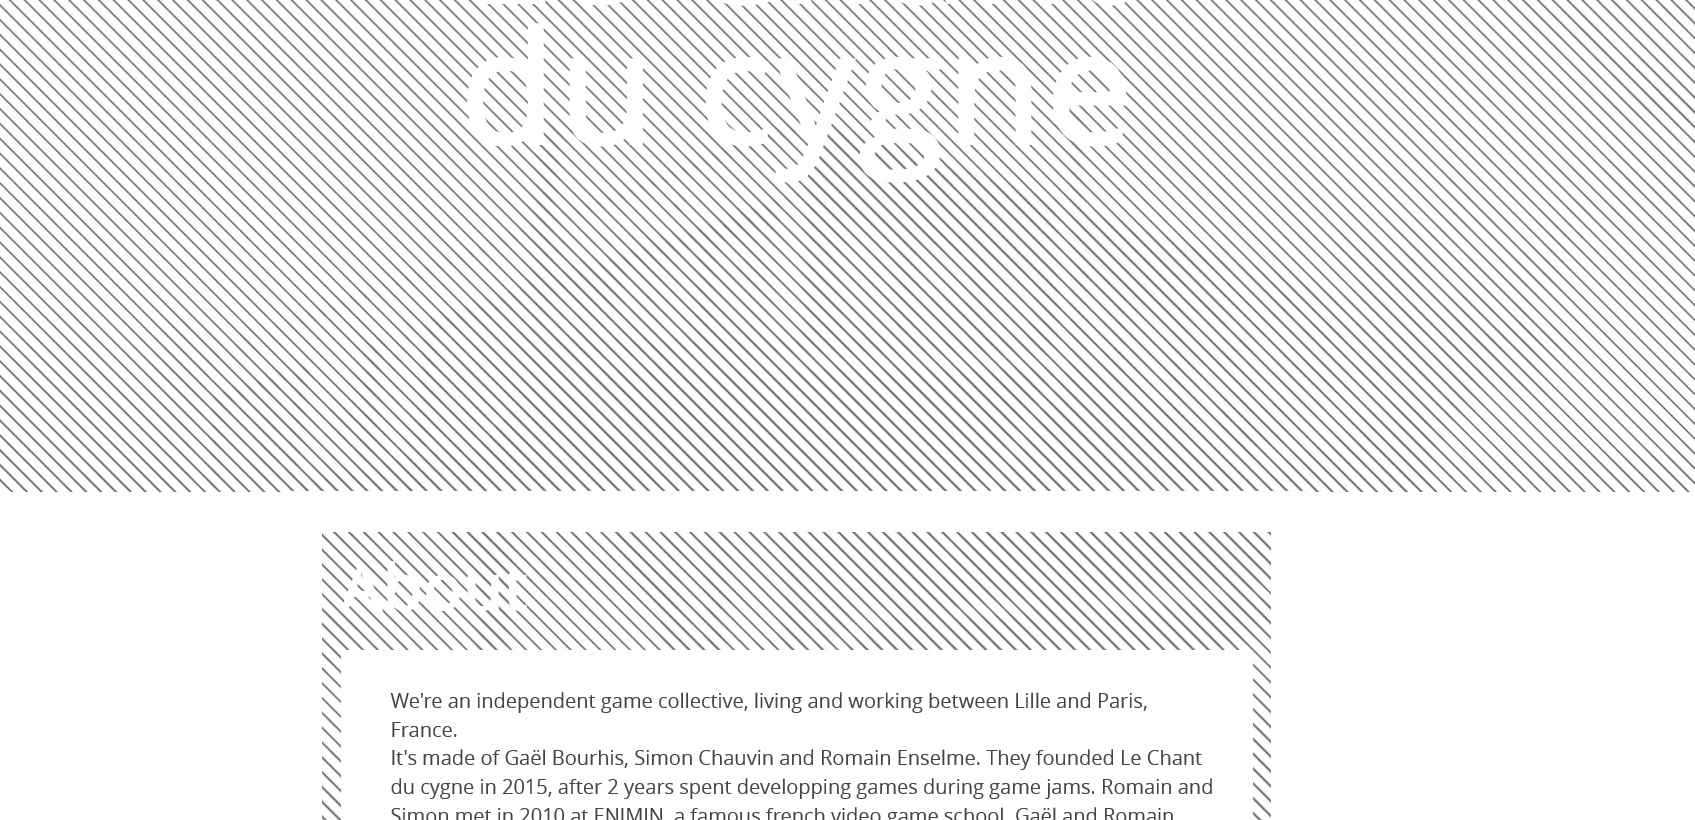 du cygne
About
We're an independent game collective, living and working between Lille and Paris,
France.
It's made of Gaël Bourhis, Simon Chauvin and Romain Enselme. They founded Le Chant
du cygne in 2015, after 2 years spent developping games during game jams. Romain and
Simon met in 2010 at ENJMIN, a famous french video game school. Gaël and Romain